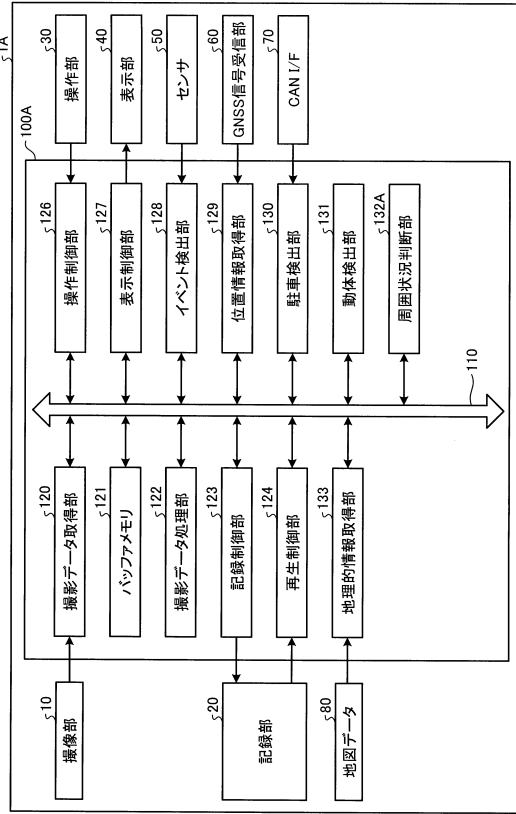 1A
100A
10
撮像部
20
記録部
80
地図データ
120
撮影データ取得部
121
バッファメモリ
122
撮影データ処理部
123
記録制御部
124
再生制御部
133
地理的情報取得部
110
126
操作制御部
127
表示制御部
128
イベント検出部
129
位置情報取得部
130
駐車検出部
131
動体検出部
132A
周囲状況判断部
30
操作部
40
表示部
50
センサ
60
GNSS信号受信部
70
CAN I/F